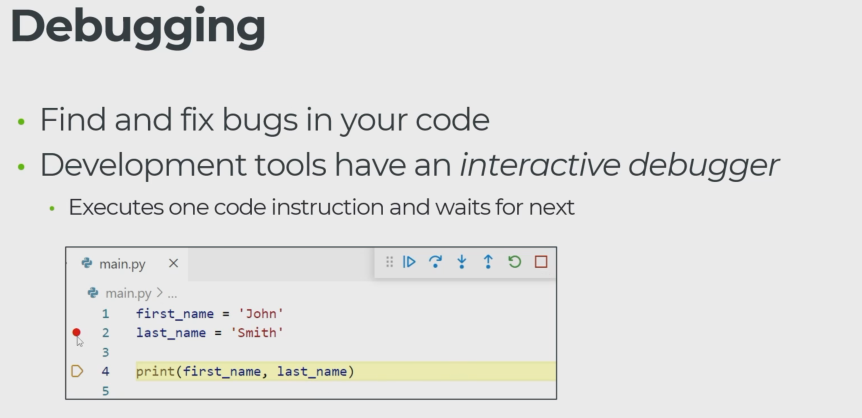 Debugging
Find and fix bugs in your code
Development tools have an interactive debugger
Executes one code instruction and waits for next
main.py
main.py > ...
1 first_name = 'John'
2 last_name = 'Smith'
3
4 print(first_name, last_name)
5